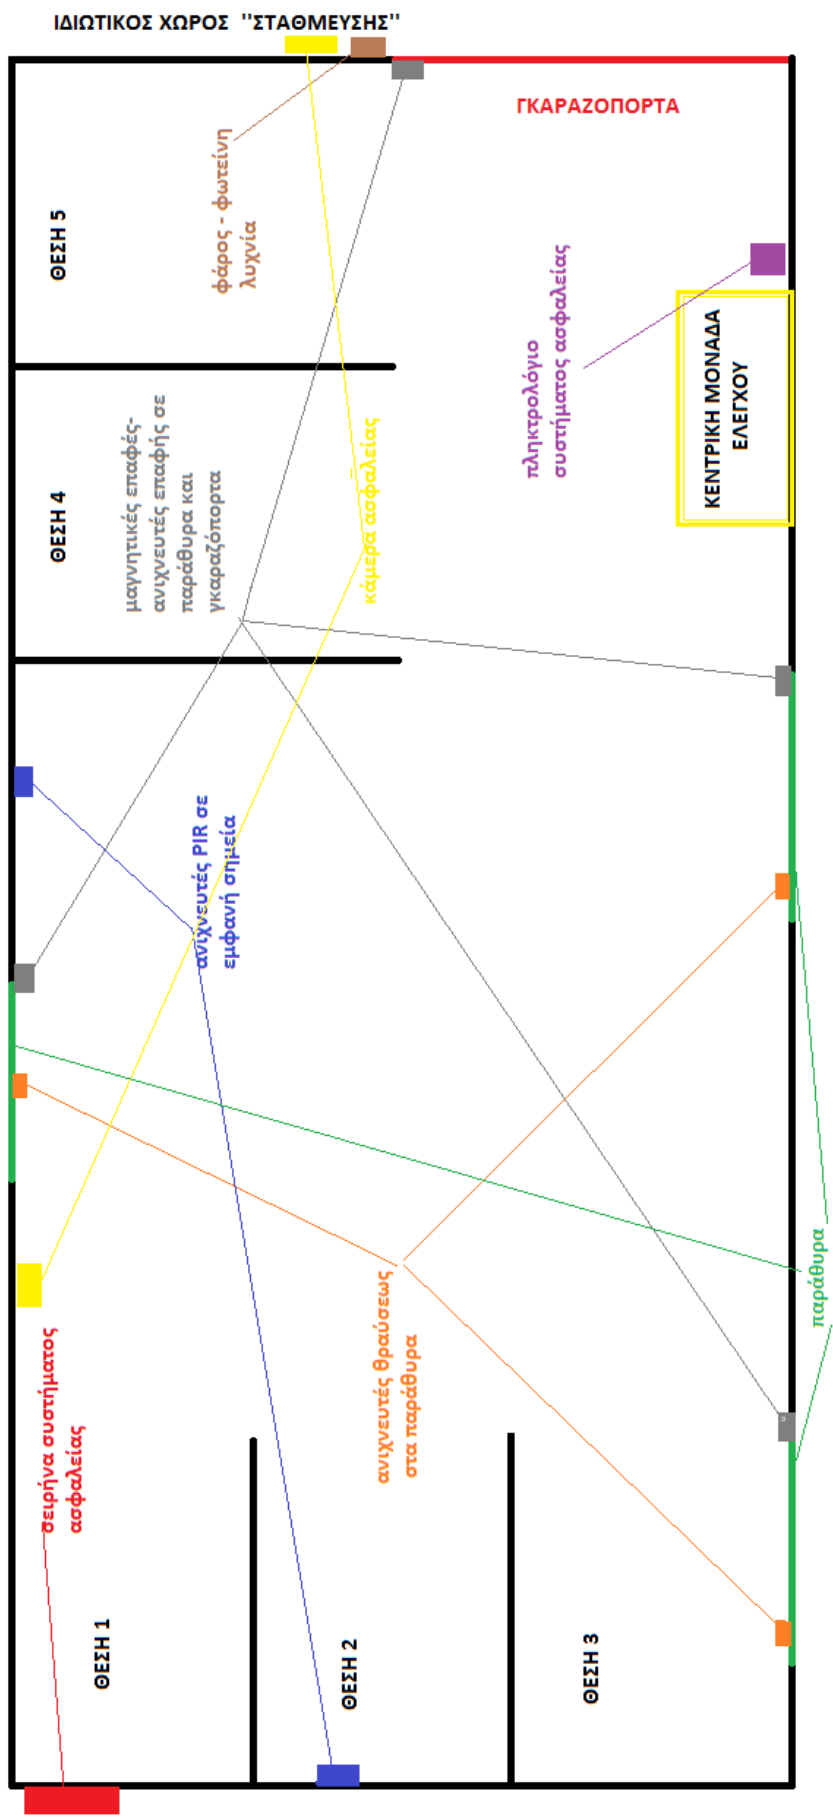 ΙΔΙΩΤΙΚΟΣ ΧΩΡΟΣ ''ΣΤΑΘΜΕΥΣΗΣ''
ΓΚΑΡΑΖΟΠΟΡΤΑ
ΘΕΣΗ 5
φάρος - φωτείνη
λυχνία
πληκτρολόγιο
συστήματος ασφαλείας
ΚΕΝΤΡΙΚΗ ΜΟΝΑΔΑ
ΕΛΕΓΧΟΥ
ΘΕΣΗ 4
μαγνητικές επαφές-
ανιχνευτές επαφής σε
παράθυρα και
γκαραζόπορτα
κάμερα ασφαλείας
ανιχνευτές PIR σε
εμφανή σημεία
παράθυρα
ανιχνευτές θραύσεως
στα παράθυρα
σειρήνα συστήματος
ασφαλείας
ΘΕΣΗ 1
ΘΕΣΗ 2
ΘΕΣΗ 3